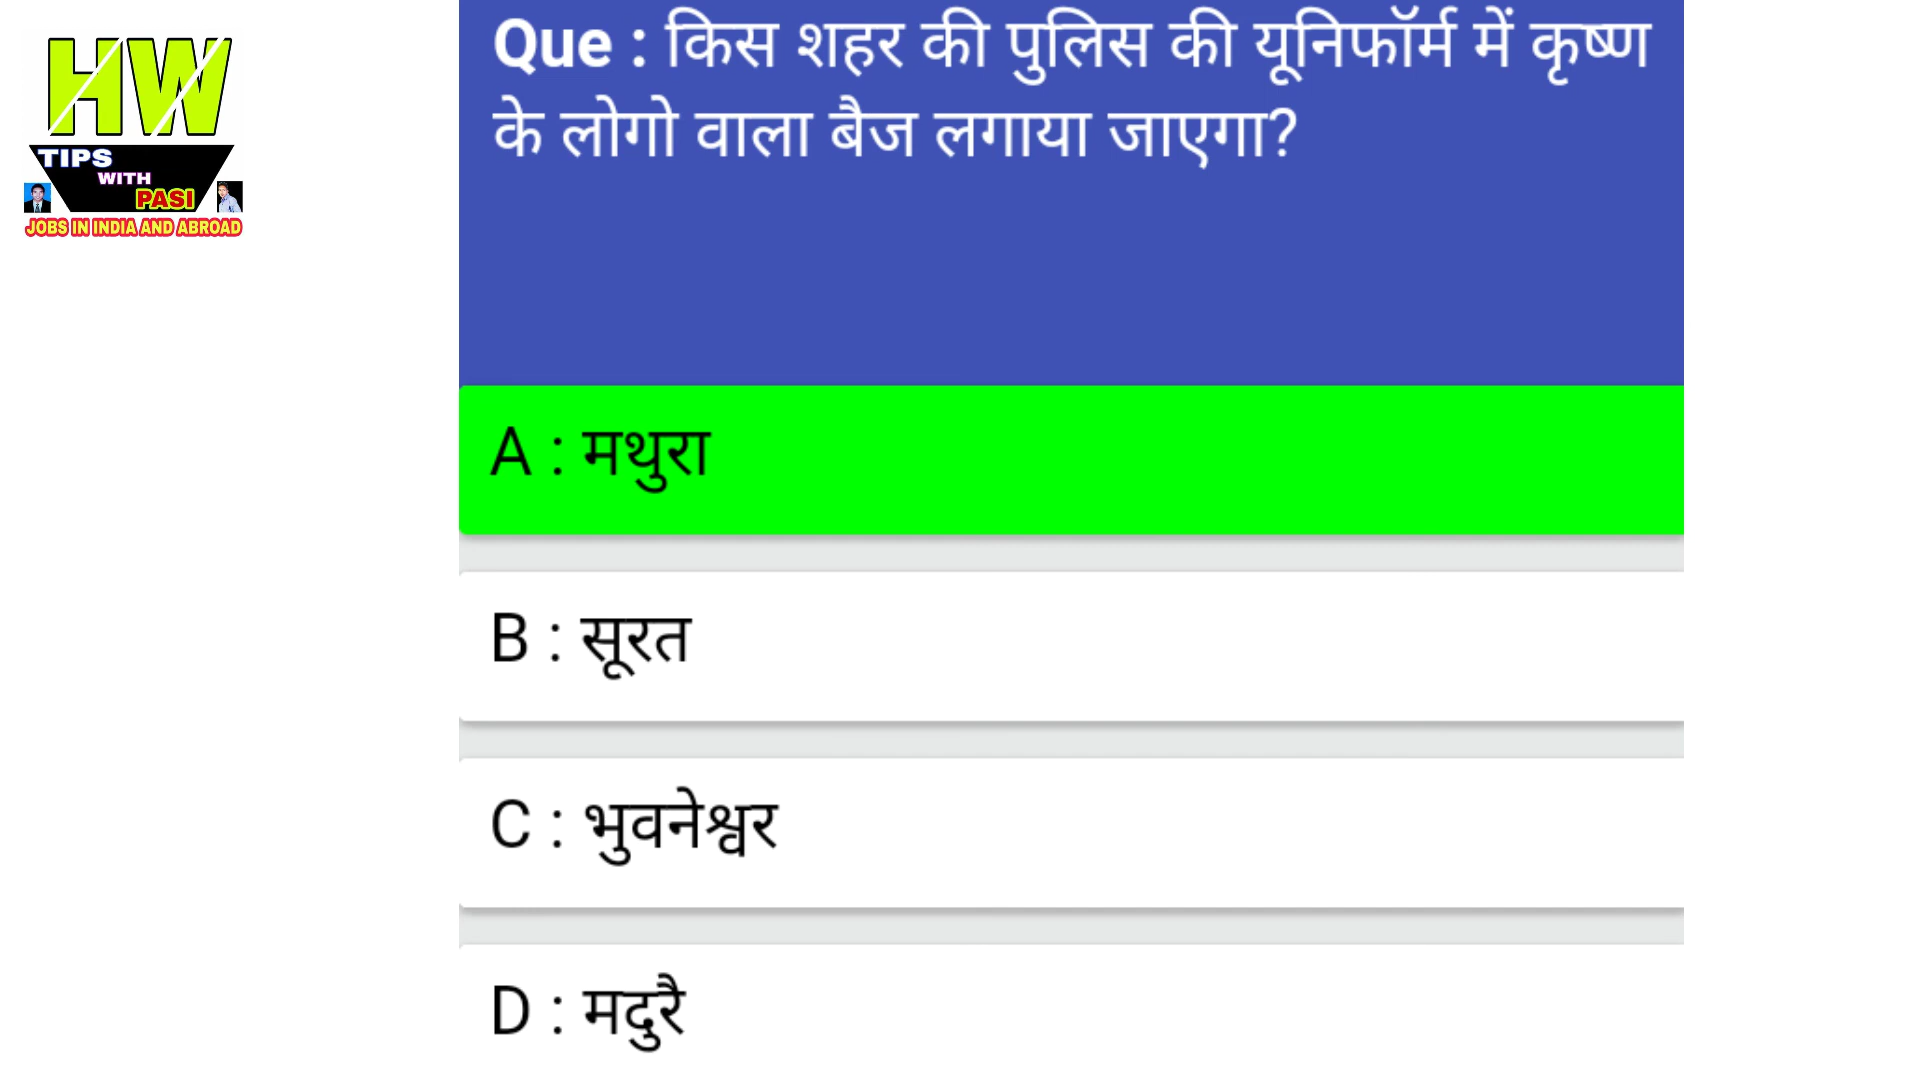 HW
TIPS
WITH
PASI
JOBS IN INDIA AND ABROAD
Que : किस शहर की पुलिस की यूनिफॉर्म में कृष्ण
के लोगो वाला बैज लगाया जाएगा?
A : मथुरा
B : सूरत
C : भुवनेश्वर
D : मदुरै